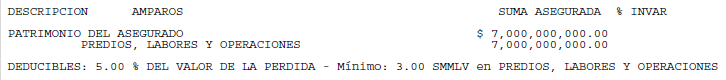 DESCRIPCION AMPAROS SUMA ASEGURADA % INVAR
PATRIMONIO DEL ASEGURADO $ 7,000,000,000.00
PREDIOS, LABORES Y OPERACIONES 7,000,000,000.00
DEDUCIBLES: 5.00 % DEL VALOR DE LA PERDIDA - Mínimo: 3.00 SMMLV en PREDIOS, LABORES Y OPERACIONES